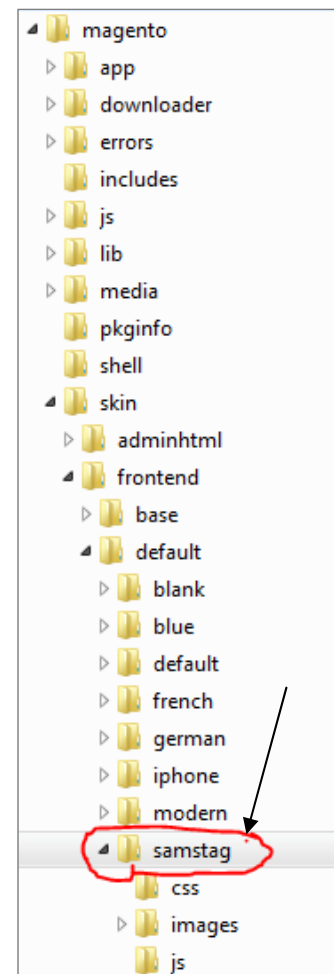 magento
app
downloader
errors
includes
js
lib
media
pkginfo
shell
skin
adminhtml
frontend
base
default
blank
blue
default
french
german
iphone
modern
samstag
css
images
js